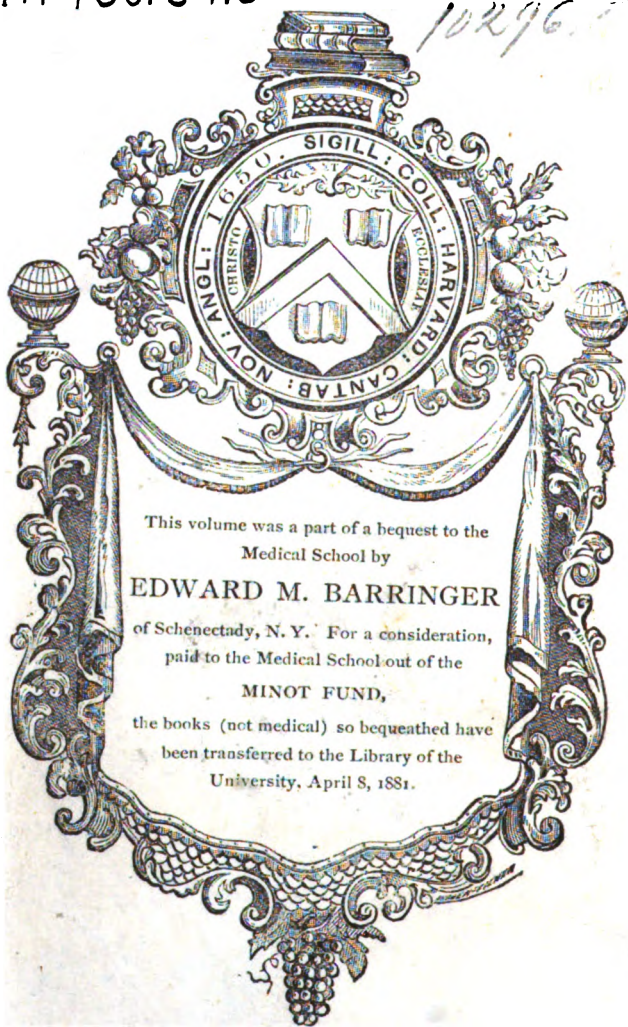 10296.
SIGILL: COLL: HARVARD: CANTAB: NOV: ANGL: 1650.
CHRISTO ET ECCLESIAE
This volume was a part of a bequest to the
Medical School by
EDWARD M. BARRINGER
of Schenectady, N. Y. For a consideration,
paid to the Medical School out of the
MINOT FUND,
the books (not medical) so bequeathed have
been transferred to the Library of the
University, April 8, 1881.